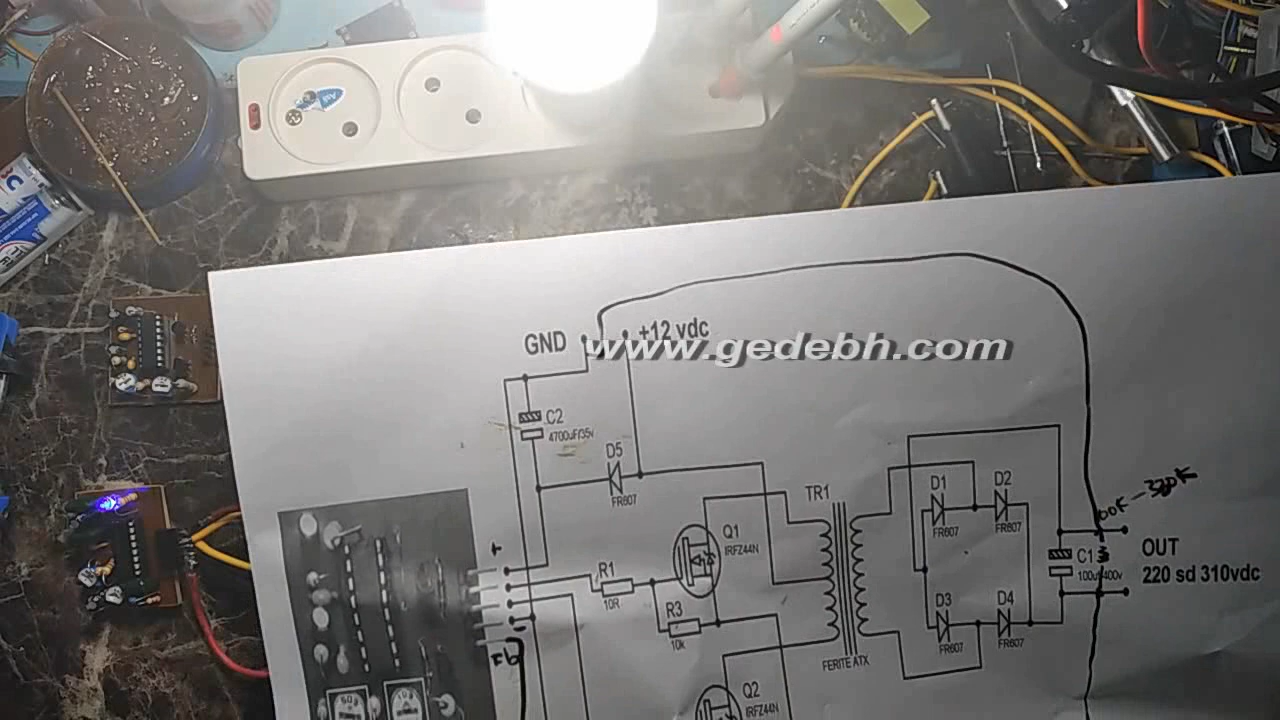 GND
+12 vdc
www.gedebh.com
C2
4700uF/35v
D5
FR607
TR1
D1
FR607
D2
FR607
Q1
IRFZ44N
R1
10R
R3
10k
+
-
Fb
C1
OUT
220 sd 310vdc
D3
FR607
D4
FR607
FERITE ATX
Q2
IRFZ44N